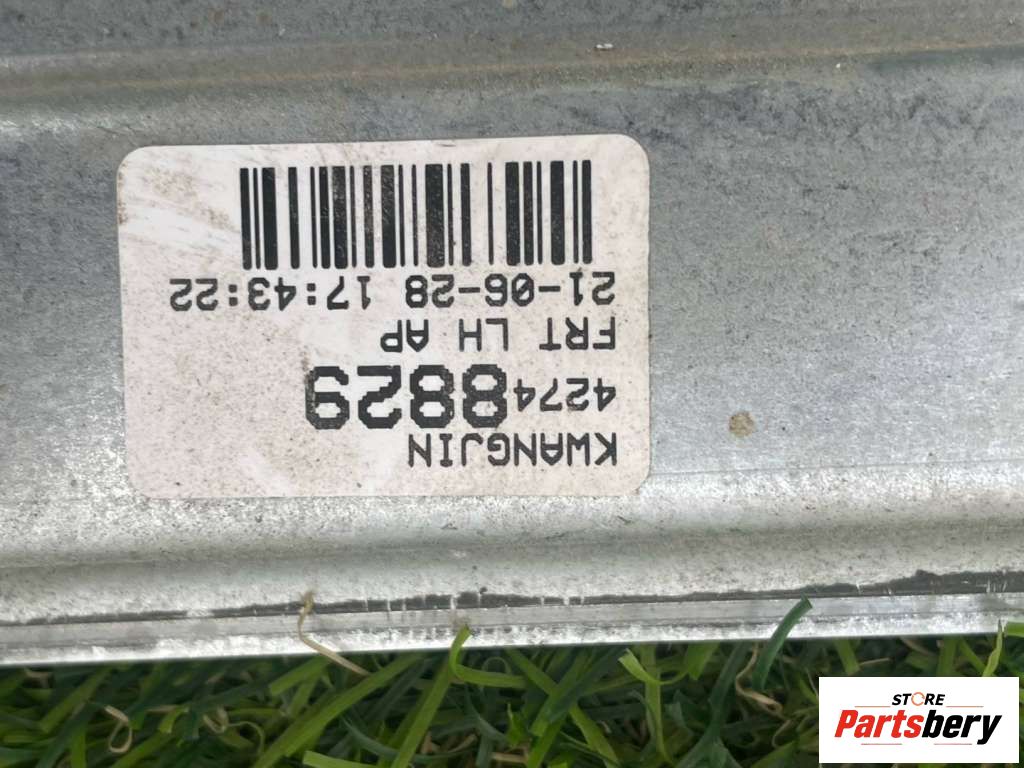 KWANGJIN
42748829
FRT LH AP
21-06-28 17:43:22
STORE
Partsbery